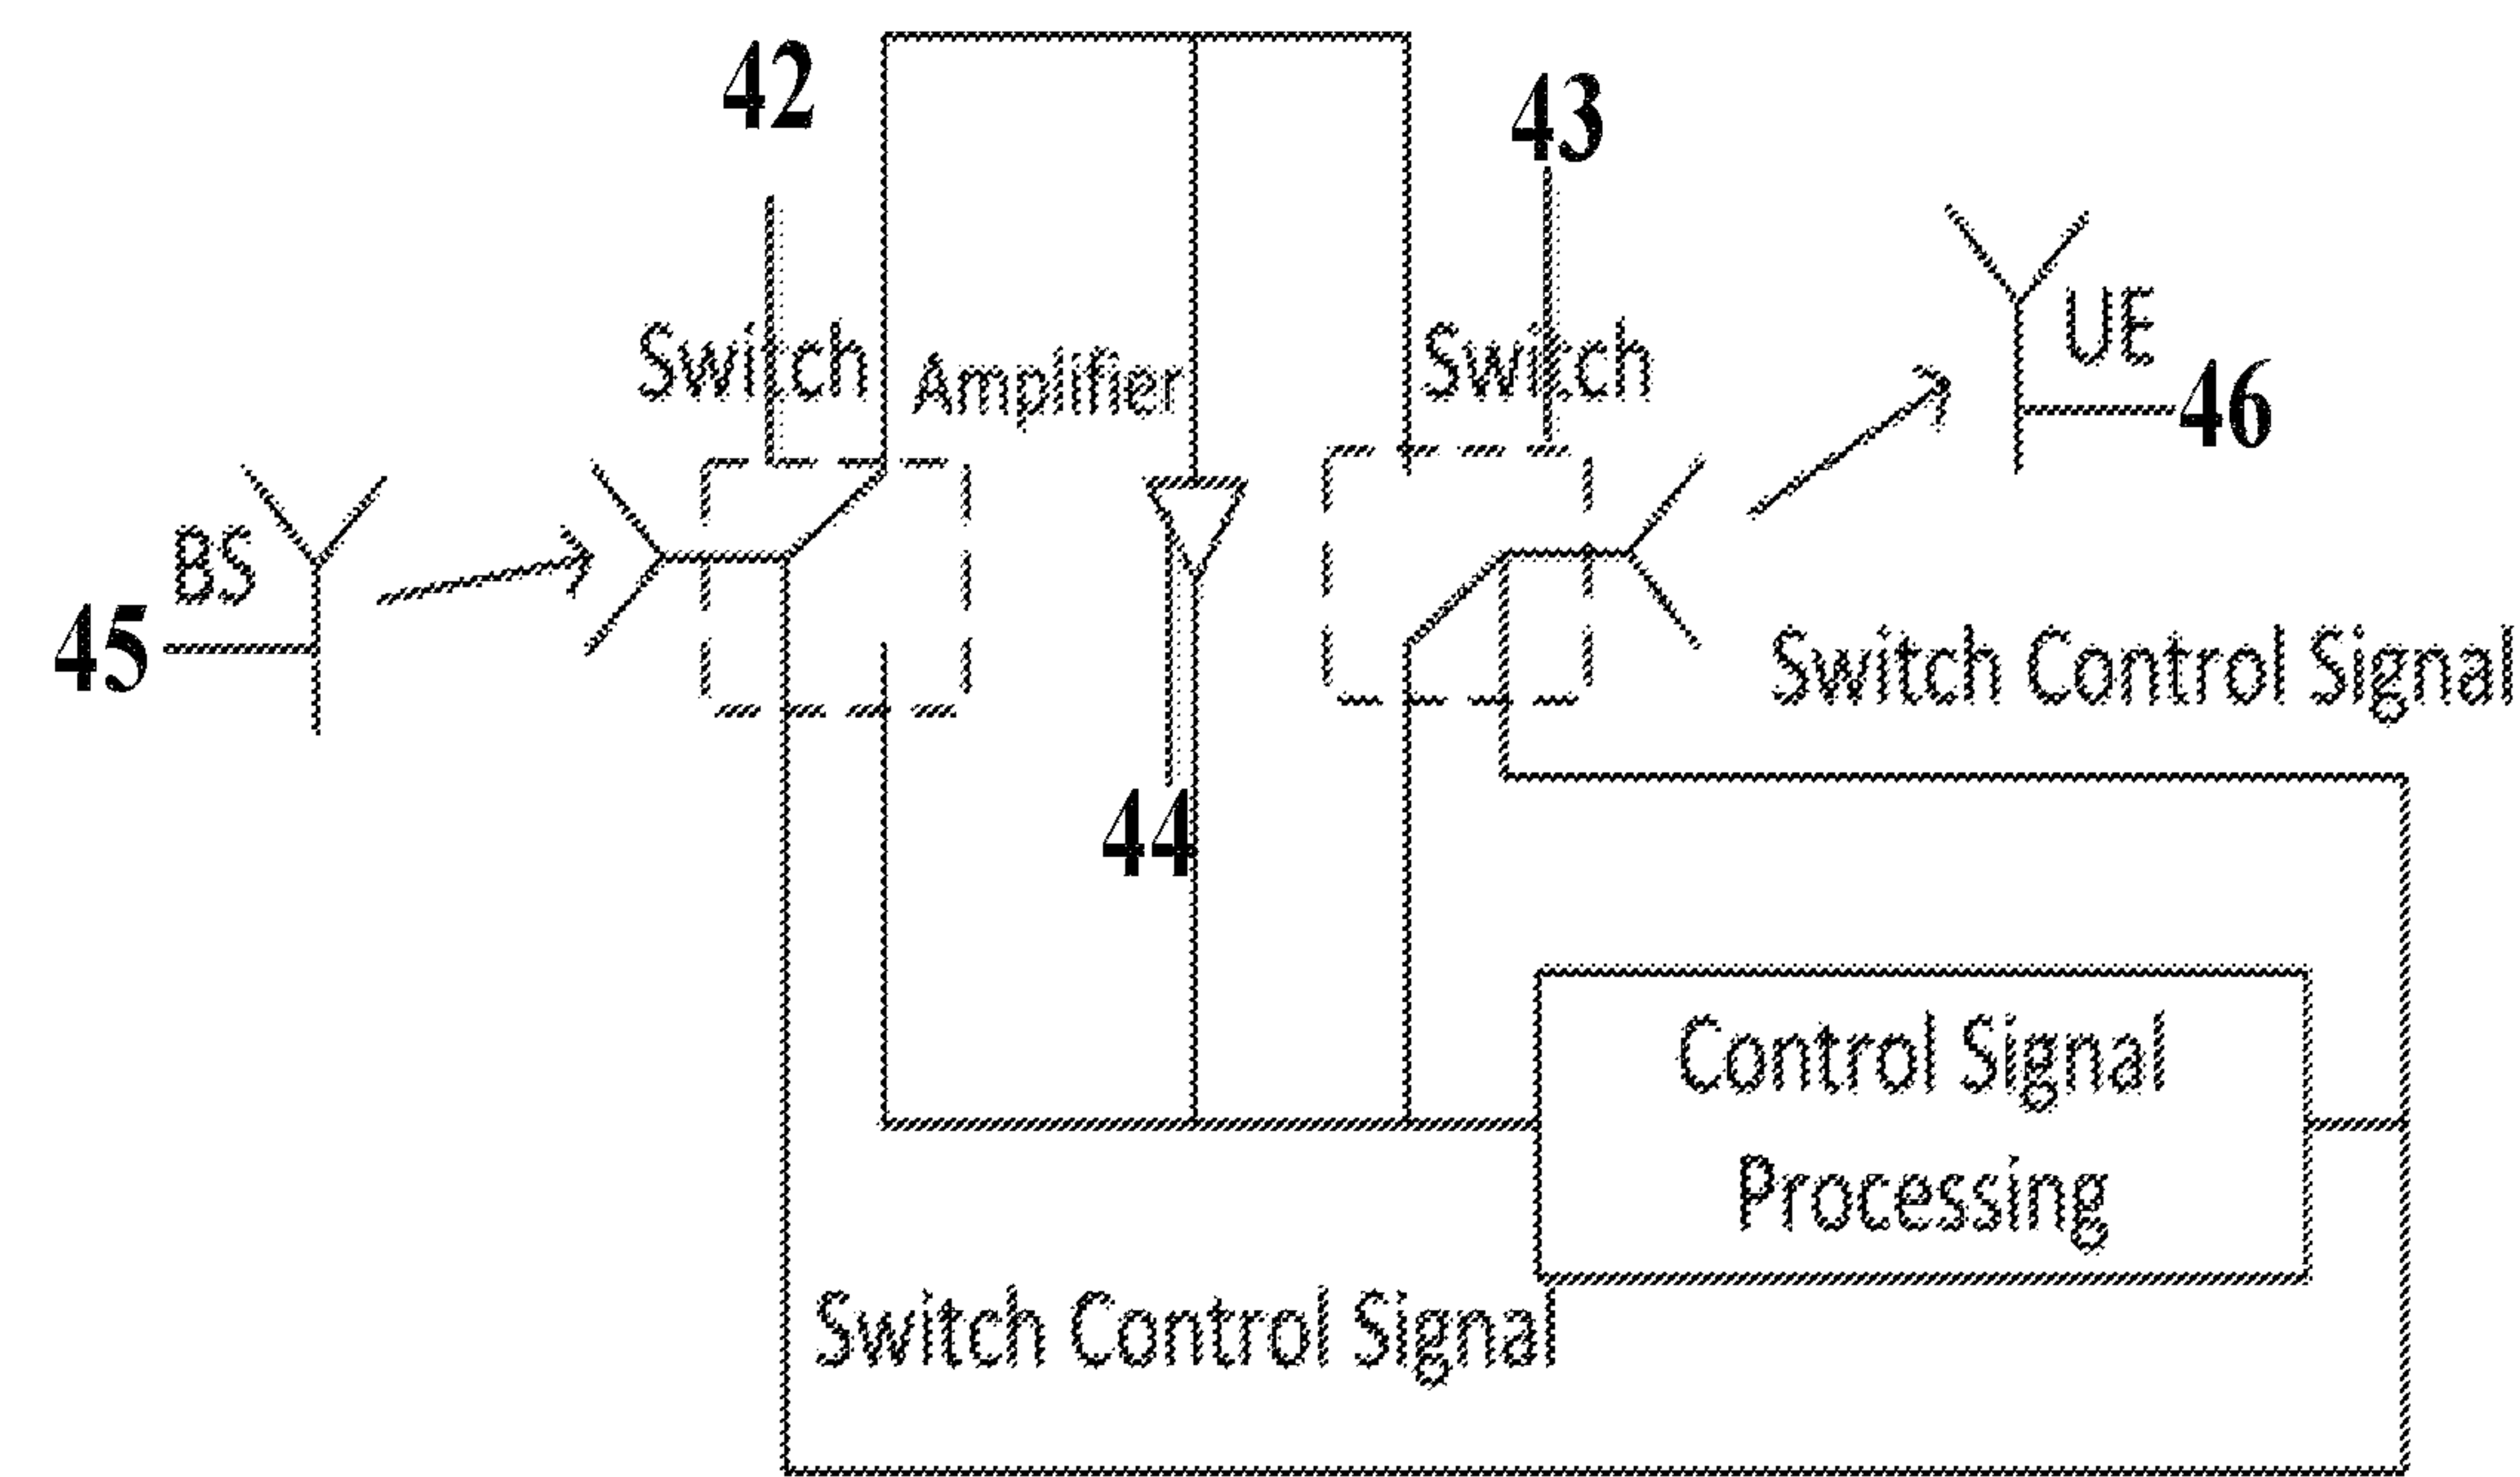 42
43
Switch
Amplifier
Switch
UE
46
BS
45
Switch Control Signal
44
Control Signal
Processing
Switch Control Signal